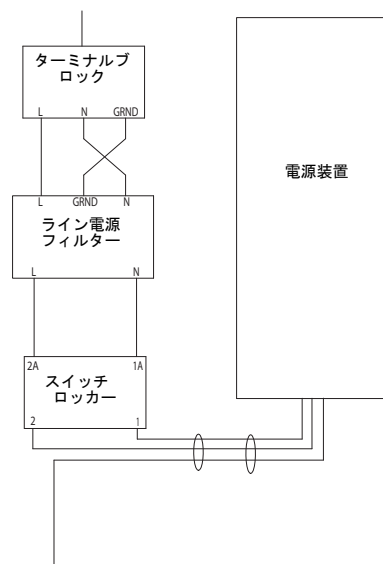 ターミナルブ
ロック
L N GRND
L GRND N
ライン電源
フィルター
L N
2A 1A
スイッチ
ロッカー
2 1
電源装置